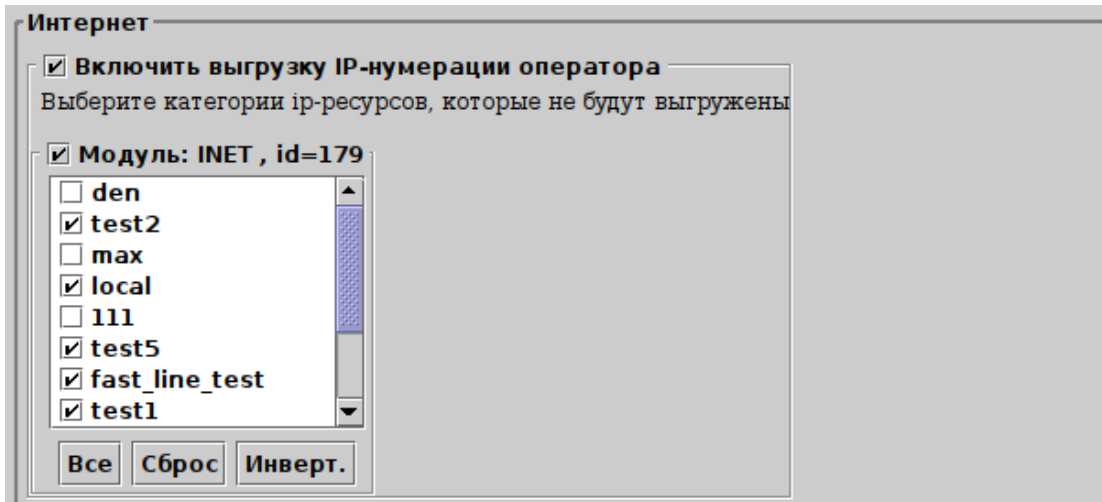 Интернет
Включить выгрузку IP-нумерации оператора
Выберите категории ip-ресурсов, которые не будут выгружены
Модуль: INET , id=179
den
test2
max
local
111
test5
fast_line_test
test1
Все Сброс Инверт.